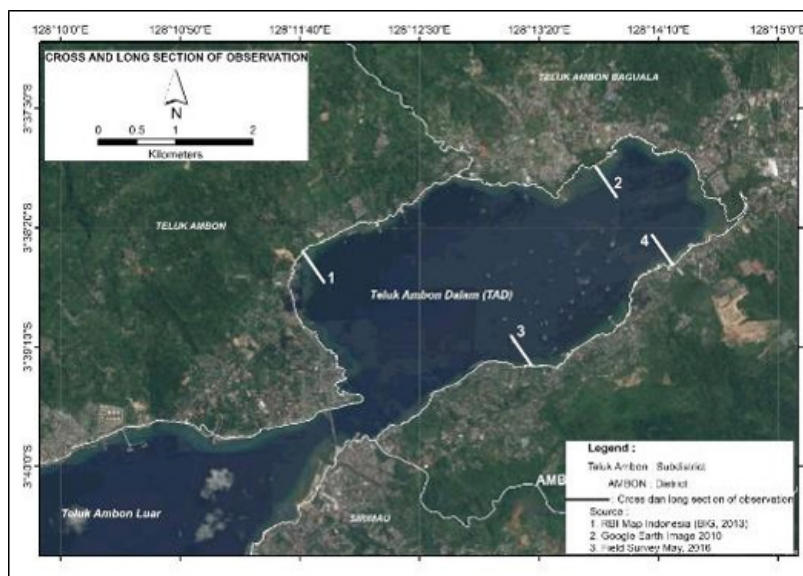 128°10'0"E 128°10'50"E 128°11'40"E 128°12'30"E 128°13'20"E 128°14'10"E 128°15'0"E
CROSS AND LONG SECTION OF OBSERVATION
N
0 0.5 1 2
Kilometers
TELUK AMBON BAGUALA
3°37'30"S
2
TELUK AMBON
3°38'20"S
4
1
Teluk Ambon Dalam (TAD)
3
3°39'10"S
Legend :
Teluk Ambon : Subdistrict
AMBON : District
: Cross dan long section of observation
Source :
1. RBI Map Indonesia (BIG, 2013)
2. Google Earth Image 2010
3. Field Survey May, 2016
3°40'0"S
AMB
Teluk Ambon Luar
SIRIMAU